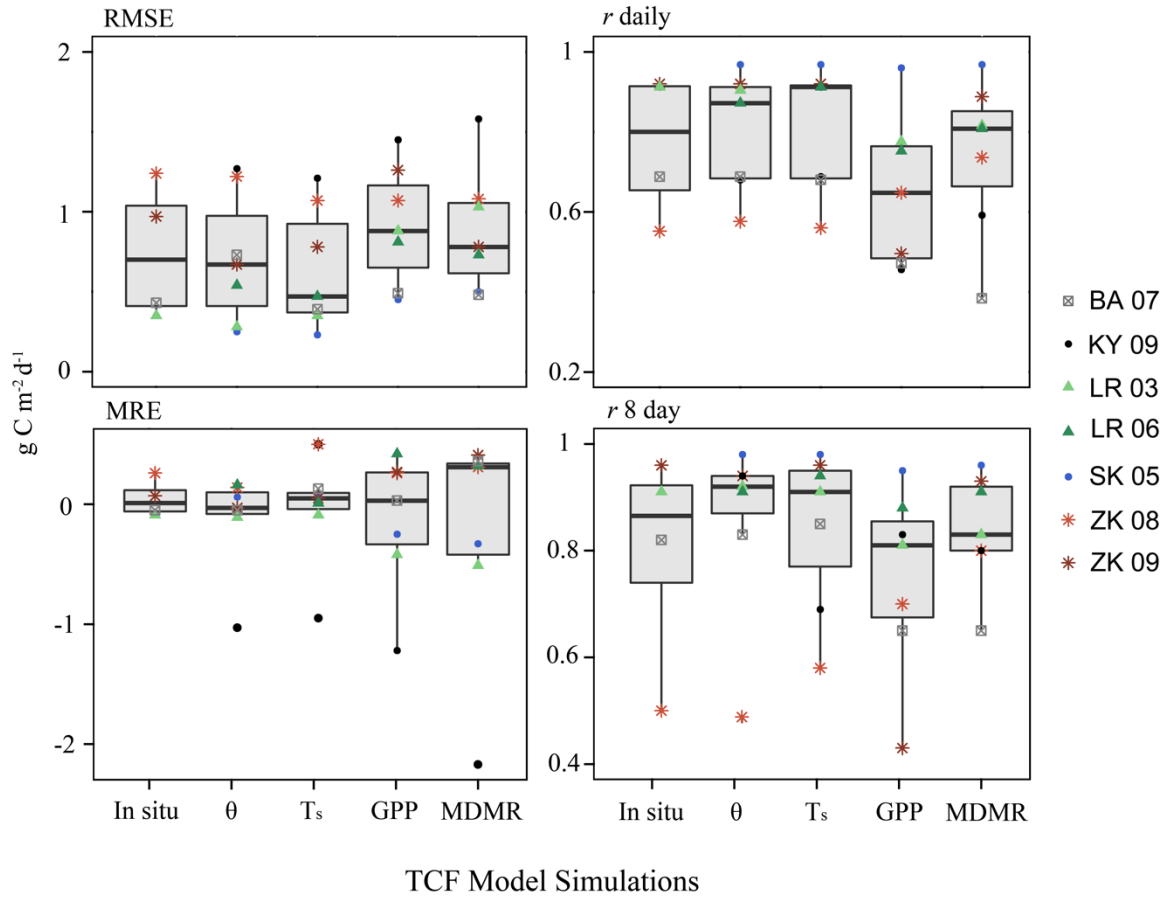 RMSE
r daily
2
1
0
1
0.6
0.2
g C m⁻² d⁻¹
MRE
r 8 day
0
-1
-2
1
0.8
0.6
0.4
In situ θ Ts GPP MDMR
In situ θ Ts GPP MDMR
TCF Model Simulations
BA 07
KY 09
LR 03
LR 06
SK 05
ZK 08
ZK 09